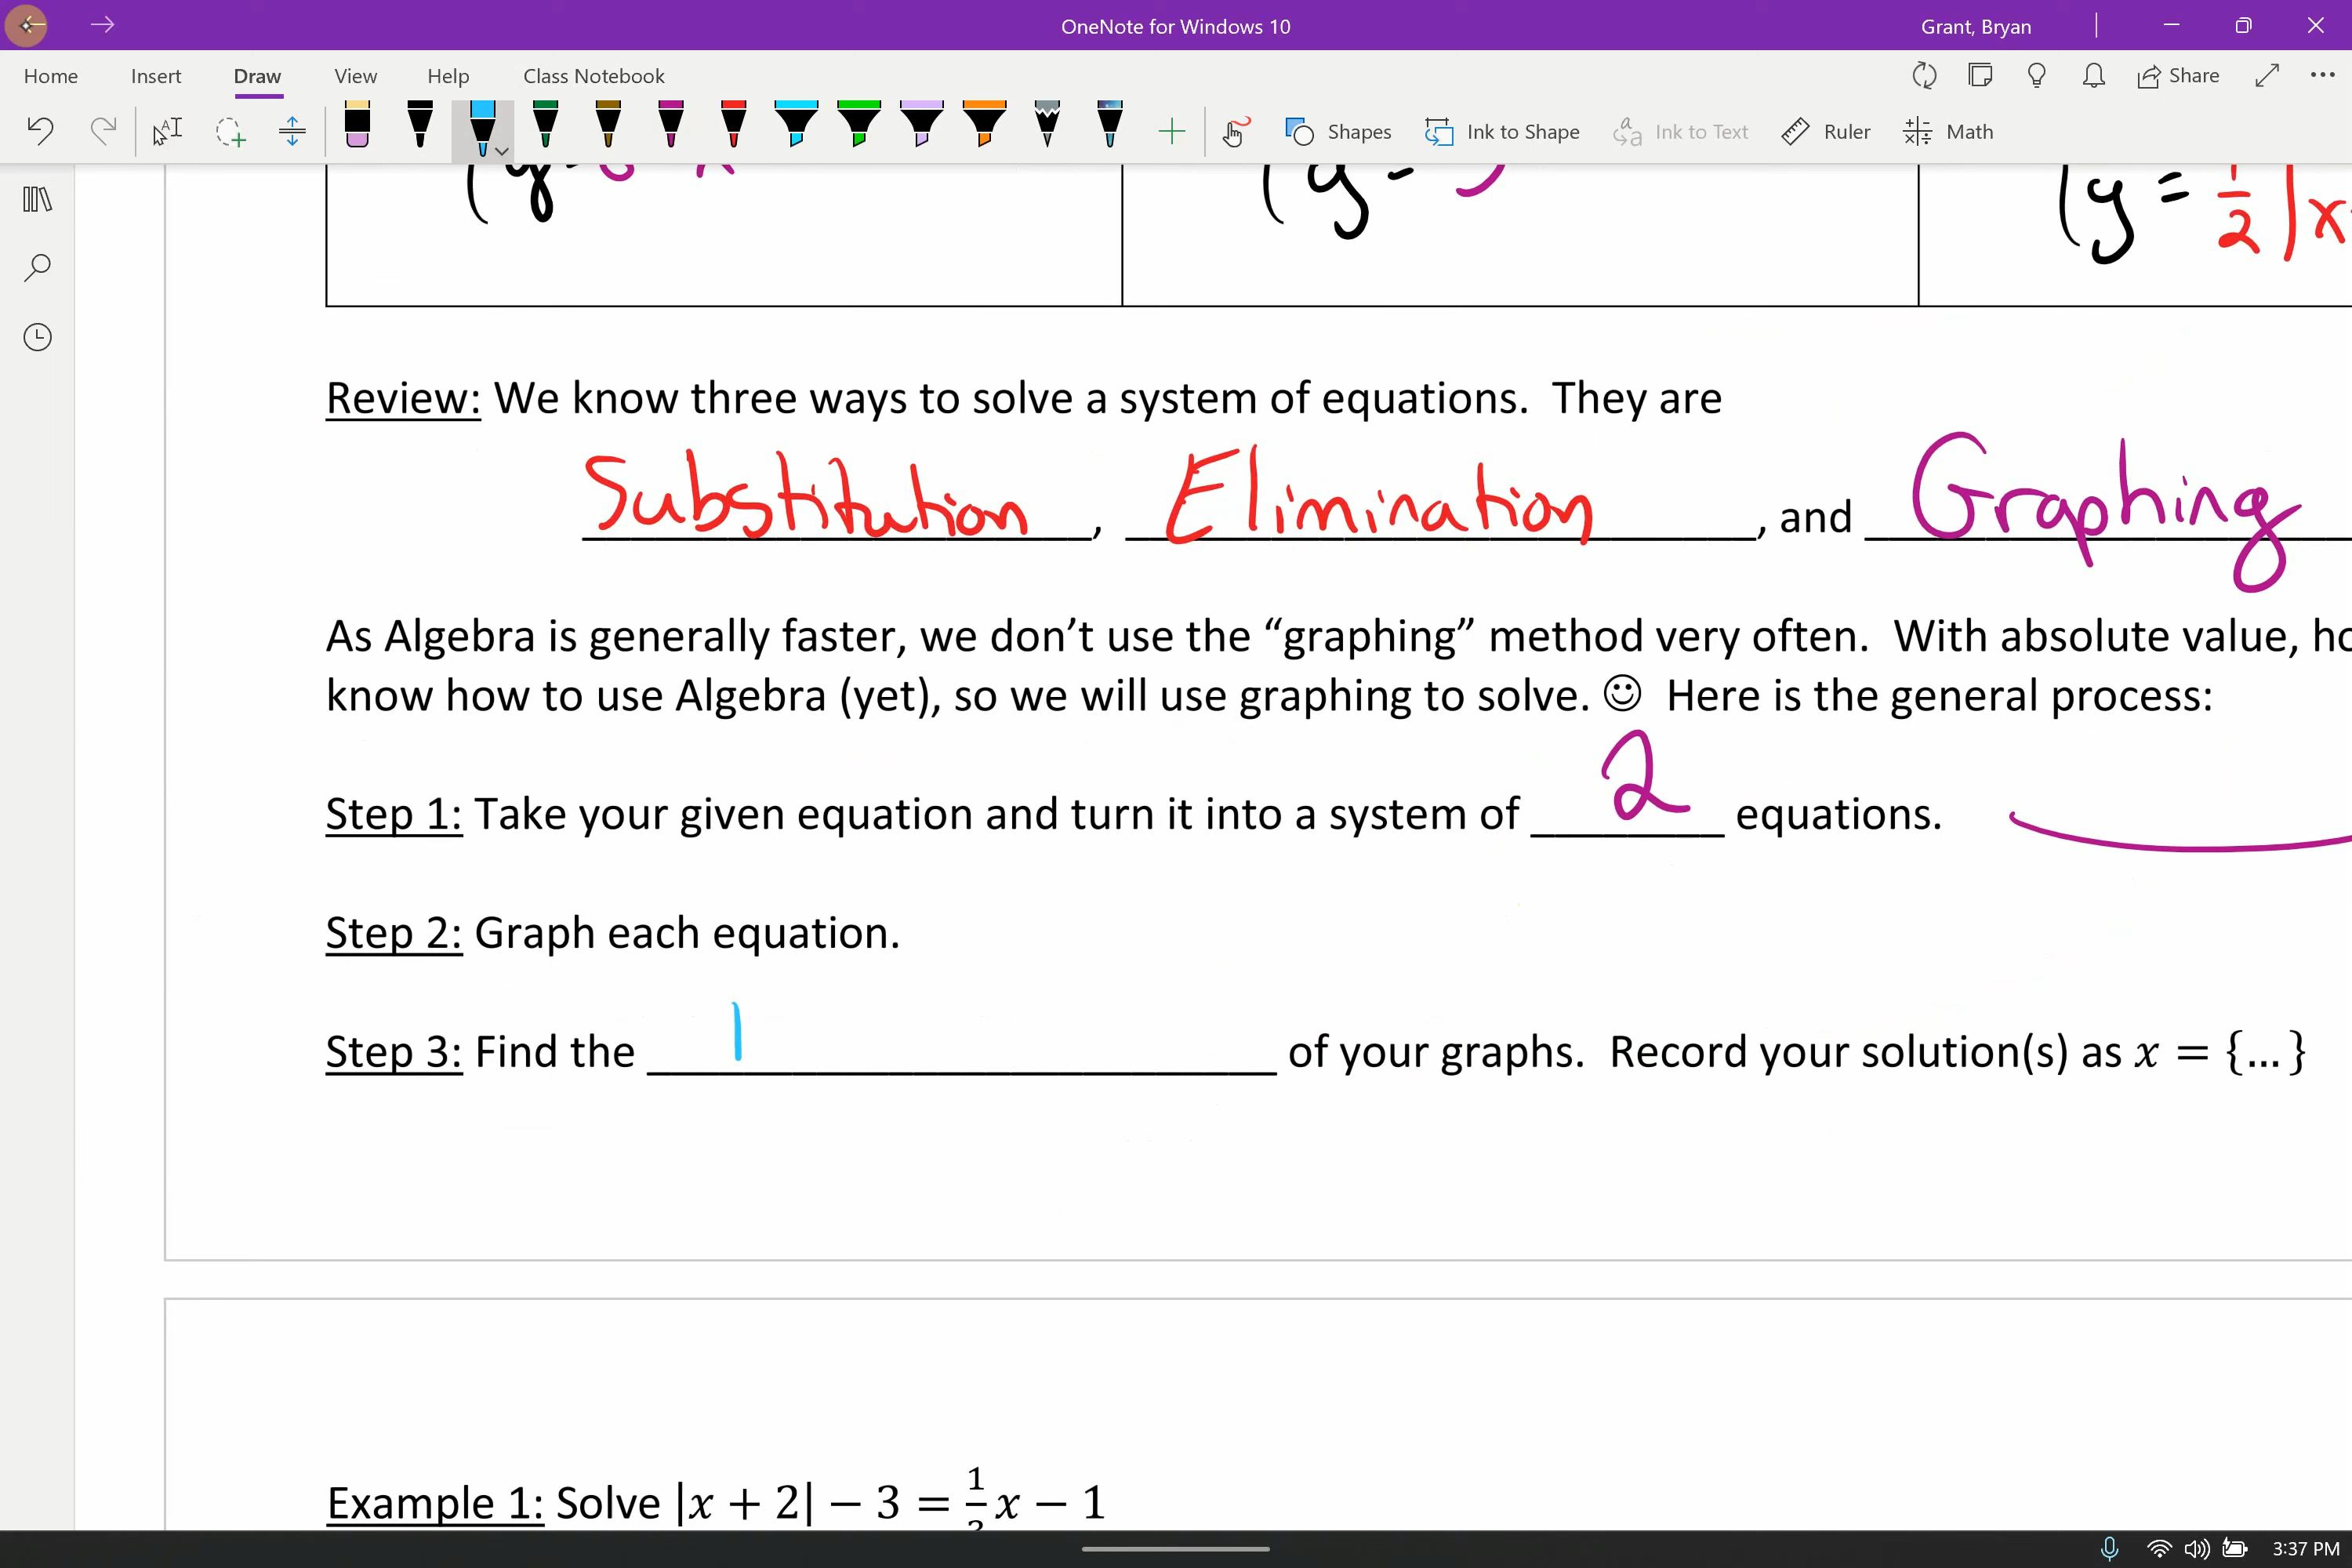 OneNote for Windows 10
Grant, Bryan
Home Insert Draw View Help Class Notebook
Share
Shapes Ink to Shape Ink to Text Ruler Math
(y =
(y =
(y = 1/2 |x
Review: We know three ways to solve a system of equations. They are
Substitution, Elimination, and Graphing
As Algebra is generally faster, we don't use the “graphing” method very often. With absolute value,
know how to use Algebra (yet), so we will use graphing to solve. ☺ Here is the general process:
Step 1: Take your given equation and turn it into a system of 2 equations.
Step 2: Graph each equation.
Step 3: Find the ________ of your graphs. Record your solution(s) as x = {...}
Example 1: Solve |x + 2| − 3 = 1/3 x − 1
3:37 PM